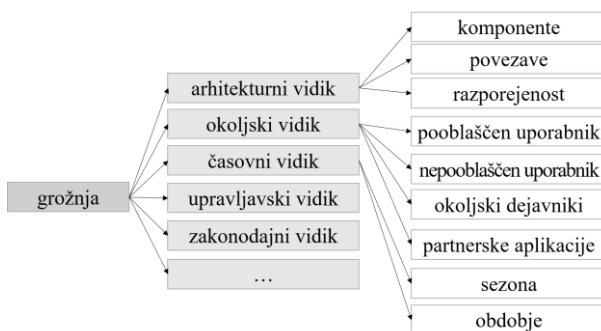 grožnja
arhitekturni vidik
okoljski vidik
časovni vidik
upravljavski vidik
zakonodajni vidik
…
komponente
povezave
razporejenost
pooblaščen uporabnik
nepooblaščen uporabnik
okoljski dejavniki
partnerske aplikacije
sezona
obdobje